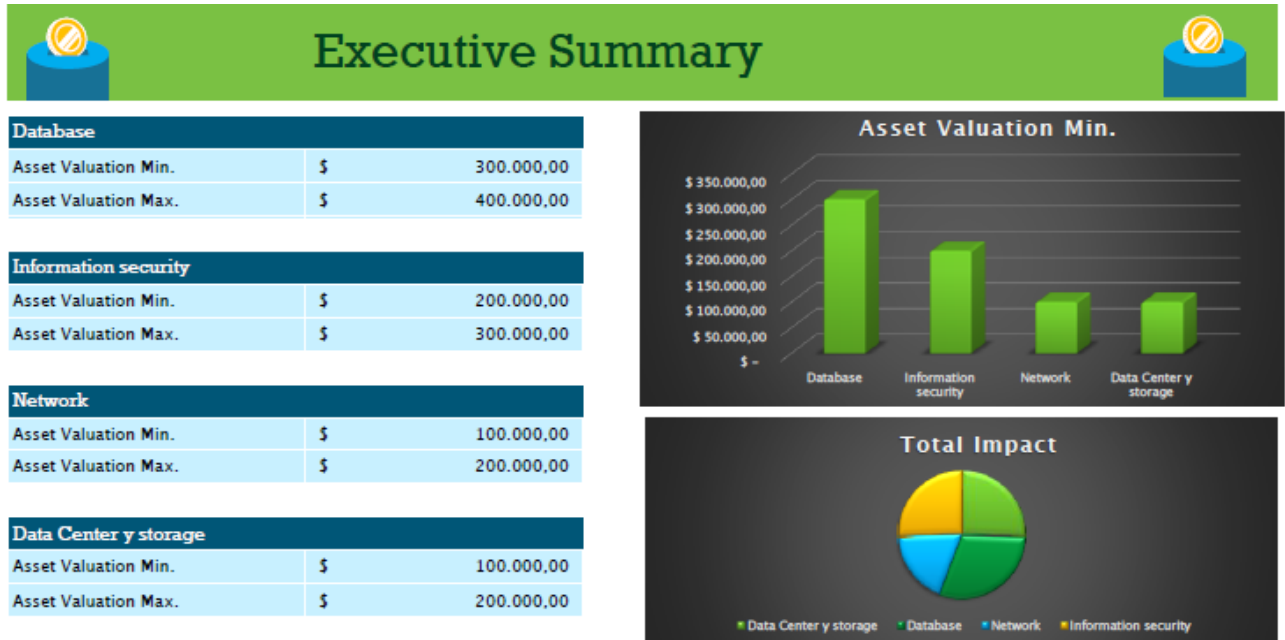 Executive Summary
Database
Asset Valuation Min. $ 300.000,00
Asset Valuation Max. $ 400.000,00
Information security
Asset Valuation Min. $ 200.000,00
Asset Valuation Max. $ 300.000,00
Network
Asset Valuation Min. $ 100.000,00
Asset Valuation Max. $ 200.000,00
Data Center y storage
Asset Valuation Min. $ 100.000,00
Asset Valuation Max. $ 200.000,00
Asset Valuation Min.
$ 350.000,00
$ 300.000,00
$ 250.000,00
$ 200.000,00
$ 150.000,00
$ 100.000,00
$ 50.000,00
$ -
Database
Information
security
Network
Data Center y
storage
Total Impact
Data Center y storage Database Network Information security